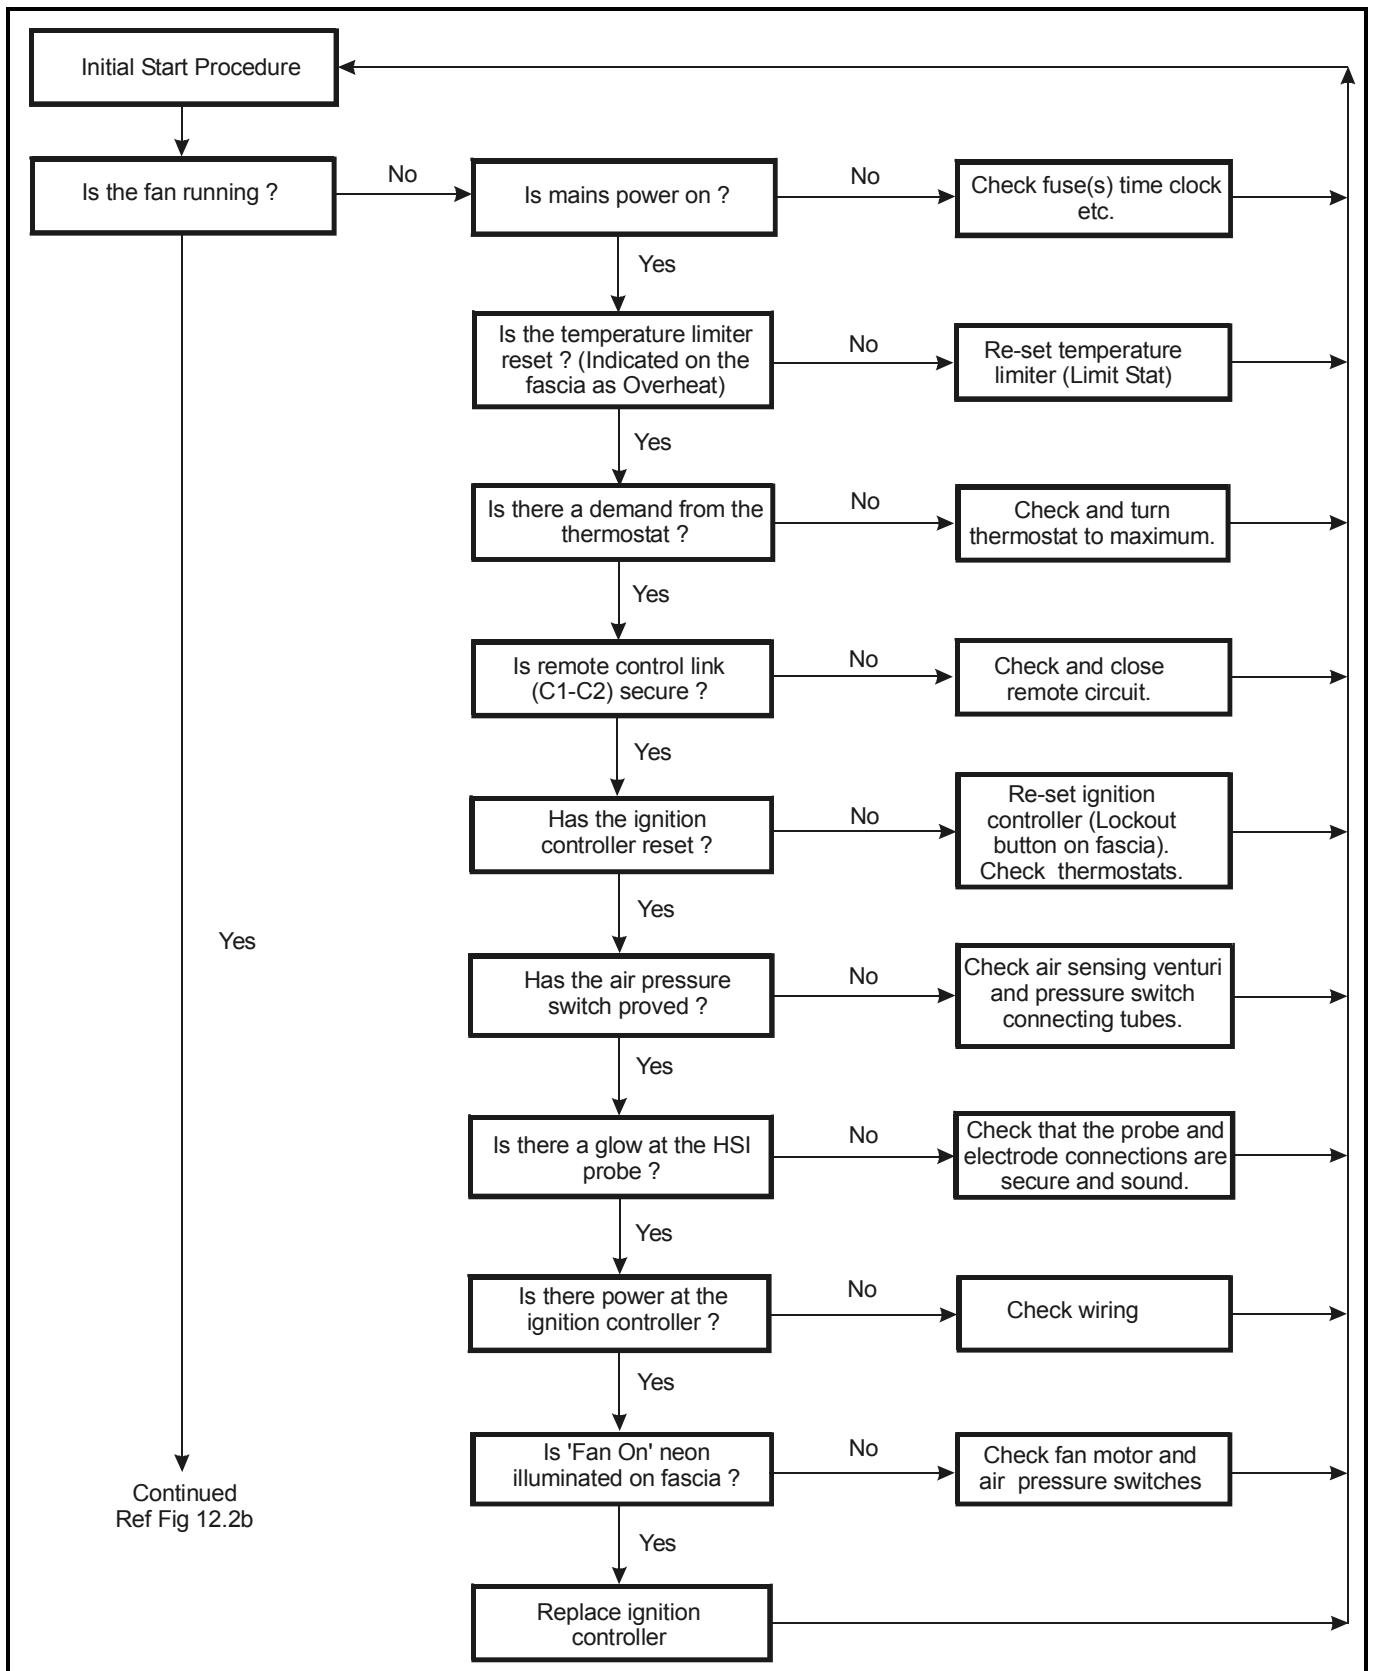 Initial Start Procedure
Is the fan running ?
No
Is mains power on ?
No
Check fuse(s) time clock
etc.
Yes
Is the temperature limiter
reset ? (Indicated on the
fascia as Overheat)
No
Re-set temperature
limiter (Limit Stat)
Yes
Is there a demand from the
thermostat ?
No
Check and turn
thermostat to maximum.
Yes
Is remote control link
(C1-C2) secure ?
No
Check and close
remote circuit.
Yes
Has the ignition
controller reset ?
No
Re-set ignition
controller (Lockout
button on fascia).
Check thermostats.
Yes
Yes
Has the air pressure
switch proved ?
No
Check air sensing venturi
and pressure switch
connecting tubes.
Yes
Is there a glow at the HSI
probe ?
No
Check that the probe and
electrode connections are
secure and sound.
Yes
Is there power at the
ignition controller ?
No
Check wiring
Yes
Is 'Fan On' neon
illuminated on fascia ?
No
Check fan motor and
air pressure switches
Continued
Ref Fig 12.2b
Yes
Replace ignition
controller